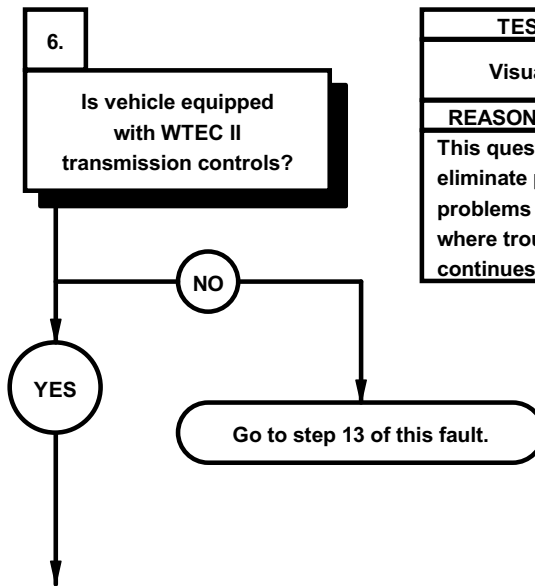 6.
Is vehicle equipped
with WTEC II
transmission controls?
NO
YES
Go to step 13 of this fault.
Visua
REASON
This ques
eliminate p
problems
where trou
continues